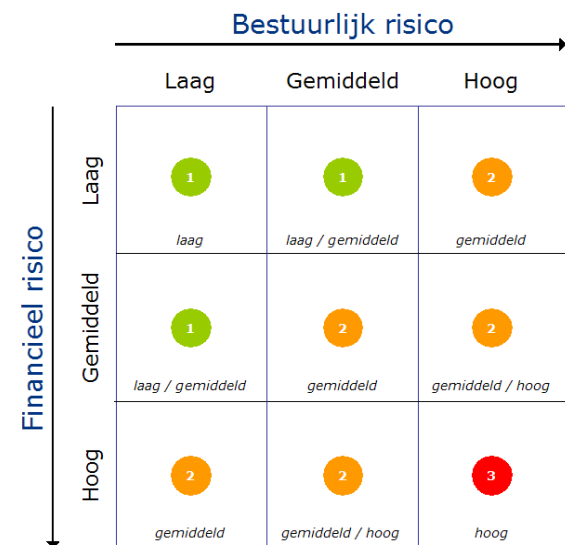 Bestuurlijk risico
Laag Gemiddeld Hoog
Financieel risico
Laag
1 1 2
laag laag / gemiddeld gemiddeld
Gemiddeld
1 2 2
laag / gemiddeld gemiddeld gemiddeld / hoog
Hoog
2 2 3
gemiddeld gemiddeld / hoog hoog